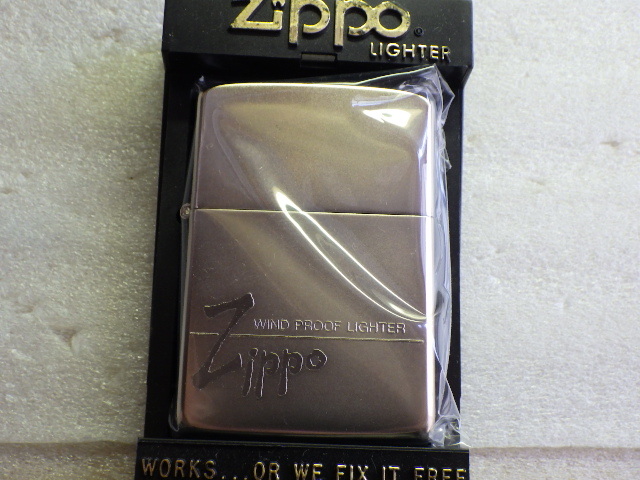 Zippo
LIGHTER
WIND PROOF LIGHTER
Zippo
WORKS...OR WE FIX IT FREE